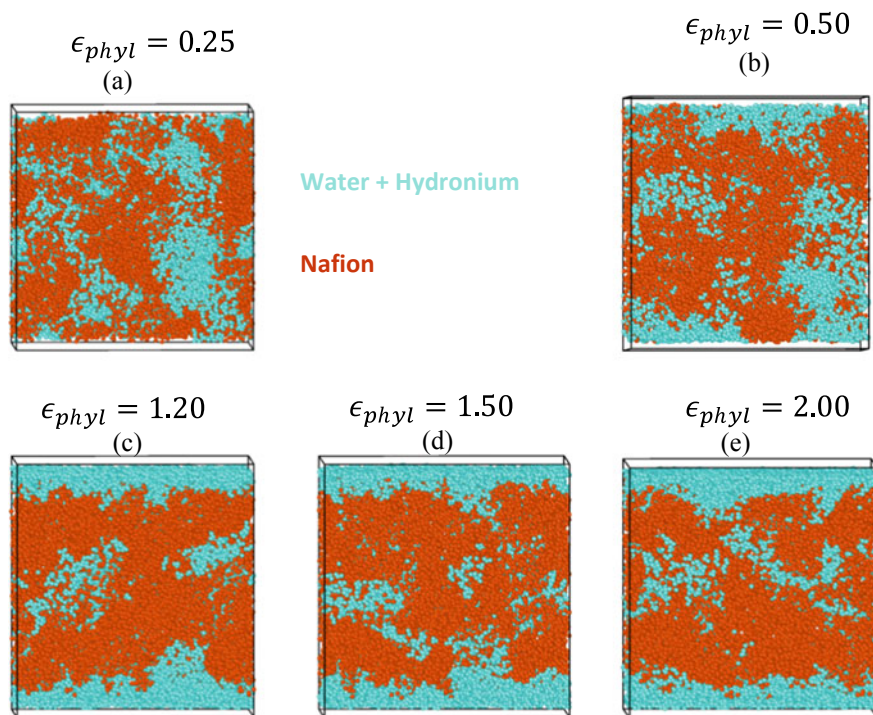 ϵ_phyl = 0.25
(a)
ϵ_phyl = 0.50
(b)
Water + Hydronium
Nafion
ϵ_phyl = 1.20
(c)
ϵ_phyl = 1.50
(d)
ϵ_phyl = 2.00
(e)